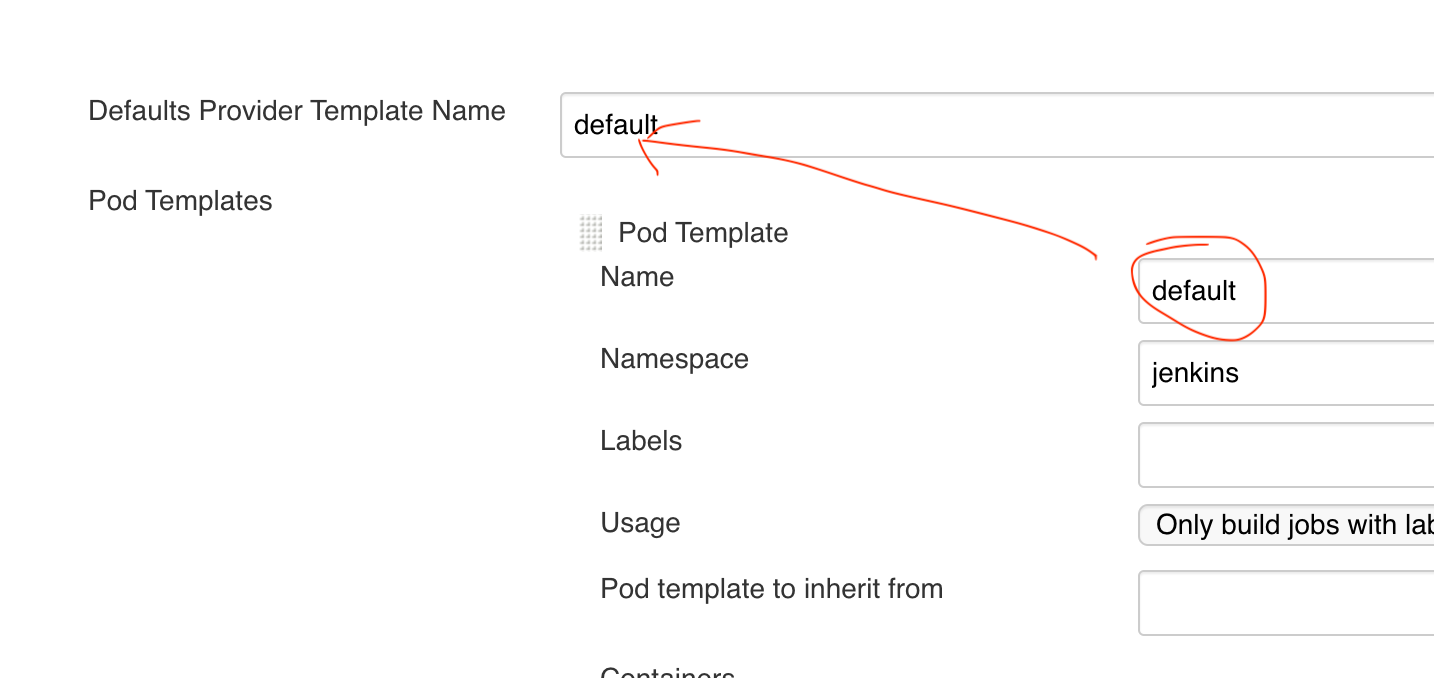 Defaults Provider Template Name
default
Pod Templates
Pod Template
Name
default
Namespace
jenkins
Labels
Usage
Only build jobs with lab
Pod template to inherit from
Containers